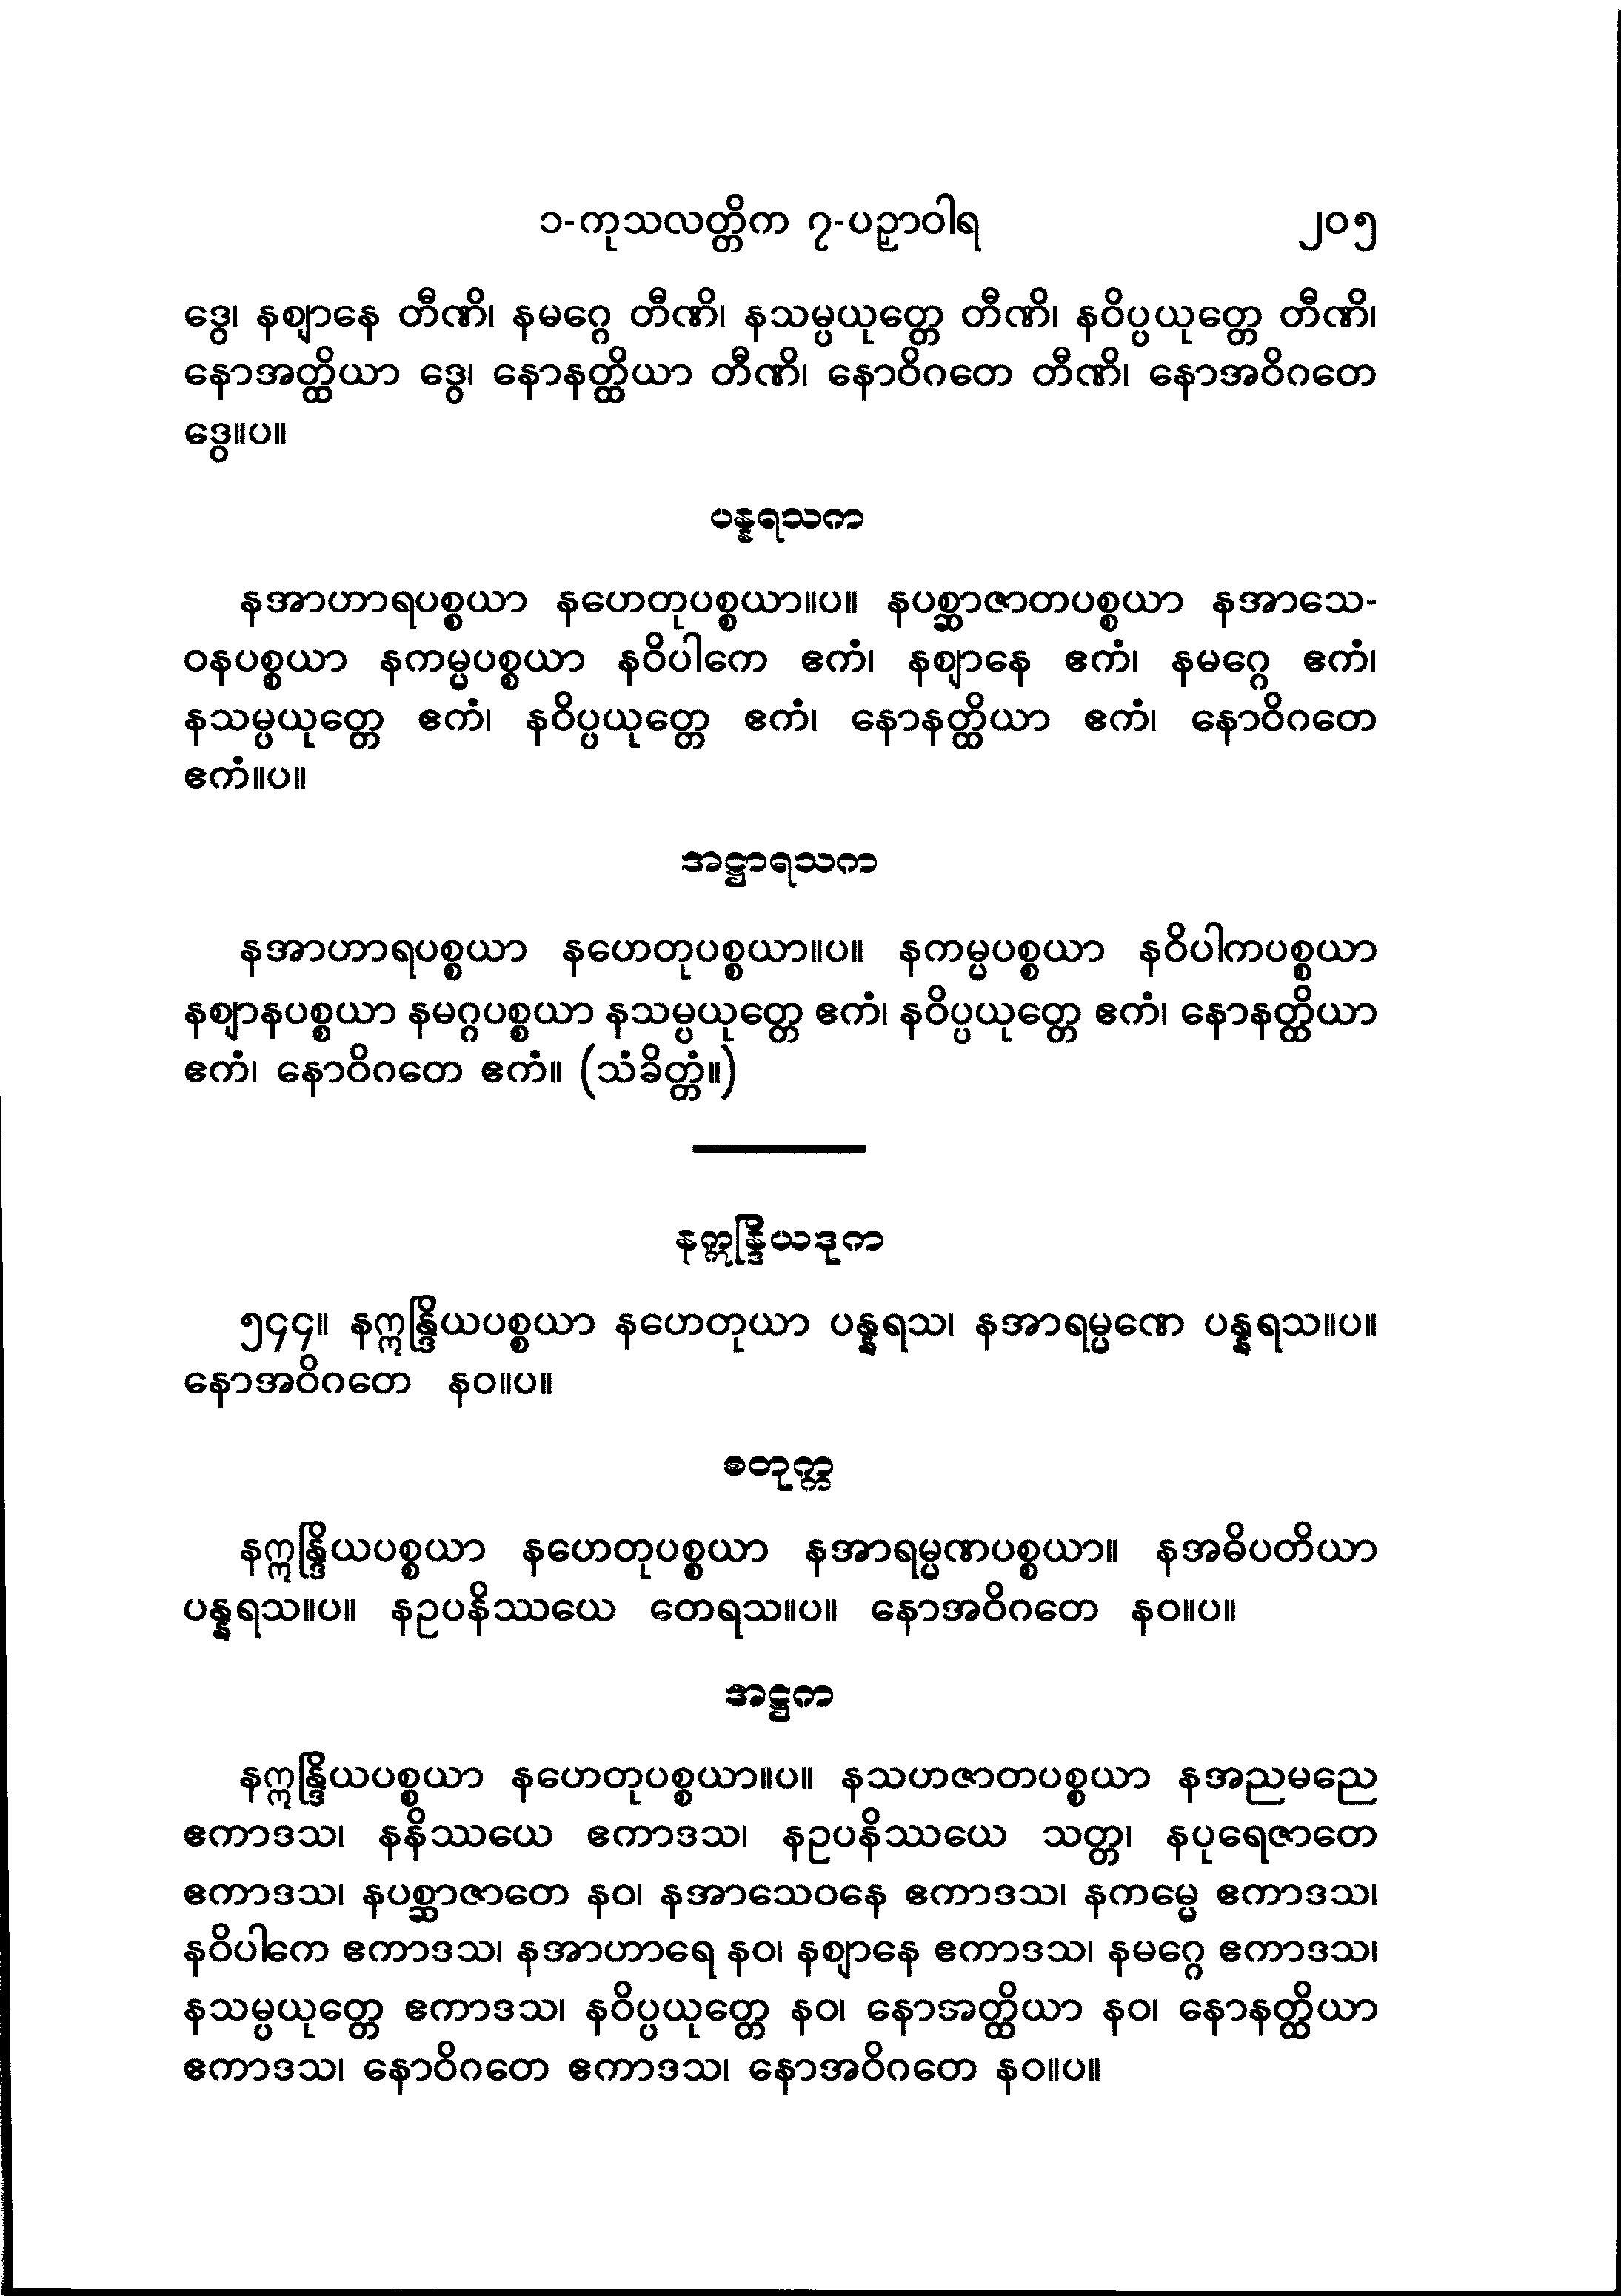 ၁-ကုသလတ္တိက ၇-ပဉှာဝါရ ၂၀၅
ဒွေ၊ နဈာနေ တီဏိ၊ နမဂ္ဂေ တီဏိ၊ နသမ္ပယုတ္တေ တီဏိ၊ နဝိပ္ပယုတ္တေ တီဏိ၊
နောအတ္ထိယာ ဒွေ၊ နောနတ္ထိယာ တီဏိ၊ နောဝိဂတေ တီဏိ၊ နောအဝိဂတေ
ဒွေ။ပ။
ပန္နရသက
နအာဟာရပစ္စယာ နဟေတုပစ္စယာ။ပ။ နပစ္ဆာဇာတပစ္စယာ နအာသေ-
ဝနပစ္စယာ နကမ္မပစ္စယာ နဝိပါကေ ဧကံ၊ နဈာနေ ဧကံ၊ နမဂ္ဂေ ဧကံ၊
နသမ္ပယုတ္တေ ဧကံ၊ နဝိပ္ပယုတ္တေ ဧကံ၊ နောနတ္ထိယာ ဧကံ၊ နောဝိဂတေ
ဧကံ။ပ။
အဋ္ဌာရသက
နအာဟာရပစ္စယာ နဟေတုပစ္စယာ။ပ။ နကမ္မပစ္စယာ နဝိပါကပစ္စယာ
နဈာနပစ္စယာ နမဂ္ဂပစ္စယာ နသမ္ပယုတ္တေ ဧကံ၊ နဝိပ္ပယုတ္တေ ဧကံ၊ နောနတ္ထိယာ
ဧကံ၊ နောဝိဂတေ ဧကံ။ (သံခိတ္တံ။)
နဣန္ဒြိယဒုက
၅၄၄။ နဣန္ဒြိယပစ္စယာ နဟေတုယာ ပန္နရသ၊ နအာရမ္မဏေ ပန္နရသ။ပ။
နောအဝိဂတေ နဝ။ပ။
စတုက္က
နဣန္ဒြိယပစ္စယာ နဟေတုပစ္စယာ နအာရမ္မဏပစ္စယာ။ နအဓိပတိယာ
ပန္နရသ။ပ။ နဥပနိဿယေ တေရသ။ပ။ နောအဝိဂတေ နဝ။ပ။
အဋ္ဌက
နဣန္ဒြိယပစ္စယာ နဟေတုပစ္စယာ။ပ။ နသဟဇာတပစ္စယာ နအညမညေ
ဧကာဒသ၊ နနိဿယေ ဧကာဒသ၊ နဥပနိဿယေ သတ္တ၊ နပုရေဇာတေ
ဧကာဒသ၊ နပစ္ဆာဇာတေ နဝ၊ နအာသေဝနေ ဧကာဒသ၊ နကမ္မေ ဧကာဒသ၊
နဝိပါကေ ဧကာဒသ၊ နအာဟာရေ နဝ၊ နဈာနေ ဧကာဒသ၊ နမဂ္ဂေ ဧကာဒသ၊
နသမ္ပယုတ္တေ ဧကာဒသ၊ နဝိပ္ပယုတ္တေ နဝ၊ နောအတ္ထိယာ နဝ၊ နောနတ္ထိယာ
ဧကာဒသ၊ နောဝိဂတေ ဧကာဒသ၊ နောအဝိဂတေ နဝ။ပ။